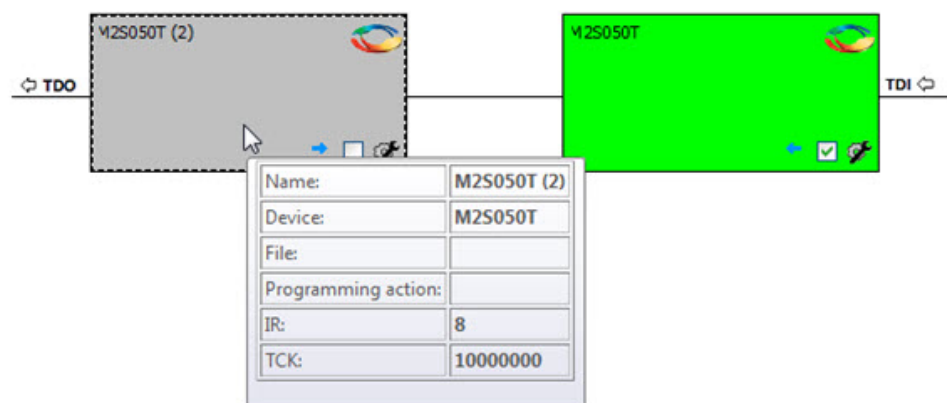 M2S050T (2)
M2S050T
TDO
TDI
Name: M2S050T (2)
Device: M2S050T
File:
Programming action:
IR: 8
TCK: 10000000